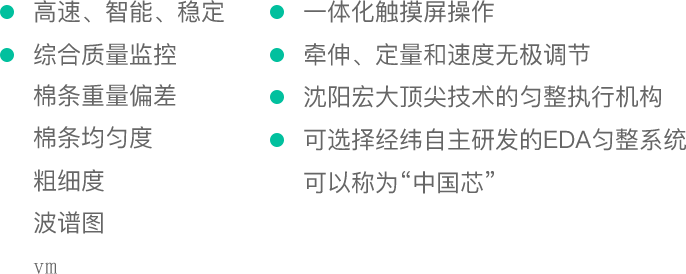 高速、智能、稳定
综合质量监控
棉条重量偏差
棉条均匀度
粗细度
波谱图
vm
一体化触摸屏操作
牵伸、定量和速度无极调节
沈阳宏大顶尖技术的匀整执行机构
可选择经纬自主研发的EDA匀整系统
可以称为“中国芯”